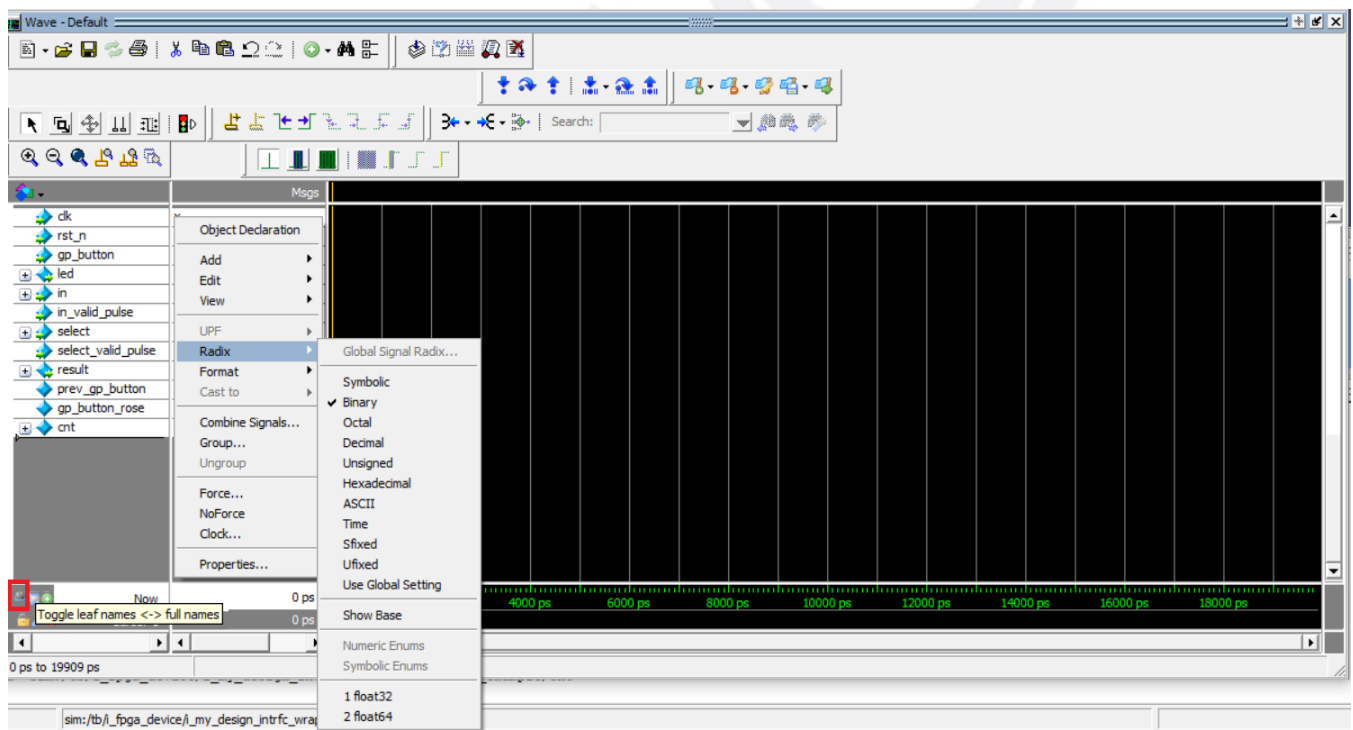 Wave - Default
Search:
Msgs
clk
rst_n
gp_button
led
in
in_valid_pulse
select
select_valid_pulse
result
prev_gp_button
gp_button_rose
cnt
Object Declaration
Add
Edit
View
UPF
Radix
Format
Cast to
Combine Signals...
Group...
Ungroup
Force...
NoForce
Clock...
Properties...
Global Signal Radix...
Symbolic
Binary
Octal
Decimal
Unsigned
Hexadecimal
ASCII
Time
Sfixed
Ufixed
Use Global Setting
Show Base
Numeric Enums
Symbolic Enums
1 float32
2 float64
Now
0 ps
Toggle leaf names <-> full names
0 ps
4000 ps 6000 ps 8000 ps 10000 ps 12000 ps 14000 ps 16000 ps 18000 ps
0 ps to 19909 ps
sim:/tb/i_fpga_device/i_my_design_intrfc_wrap